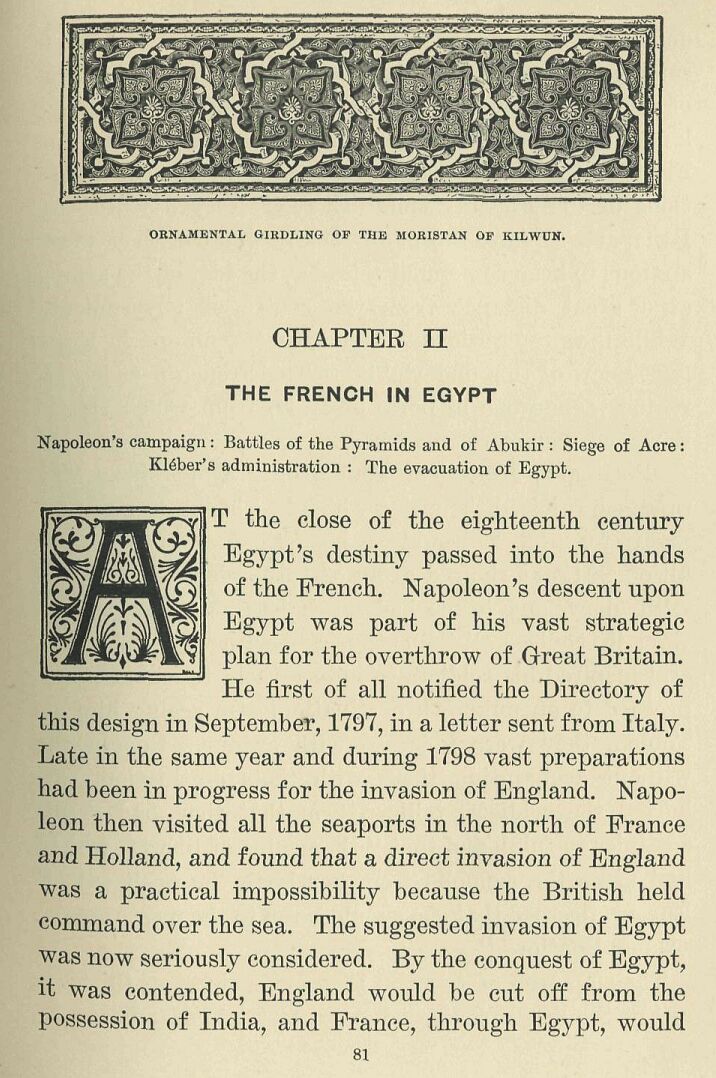 ORNAMENTAL GIRDLING OF THE MORISTAN OF KILWUN.
CHAPTER II
THE FRENCH IN EGYPT
Napoleon's campaign: Battles of the Pyramids and of Abukir: Siege of Acre:
Kléber's administration : The evacuation of Egypt.
AT the close of the eighteenth century
Egypt's destiny passed into the hands
of the French. Napoleon's descent upon
Egypt was part of his vast strategic
plan for the overthrow of Great Britain.
He first of all notified the Directory of
this design in September, 1797, in a letter sent from Italy.
Late in the same year and during 1798 vast preparations
had been in progress for the invasion of England. Napo-
leon then visited all the seaports in the north of France
and Holland, and found that a direct invasion of England
was a practical impossibility because the British held
command over the sea. The suggested invasion of Egypt
was now seriously considered. By the conquest of Egypt,
it was contended, England would be cut off from the
possession of India, and France, through Egypt, would
81